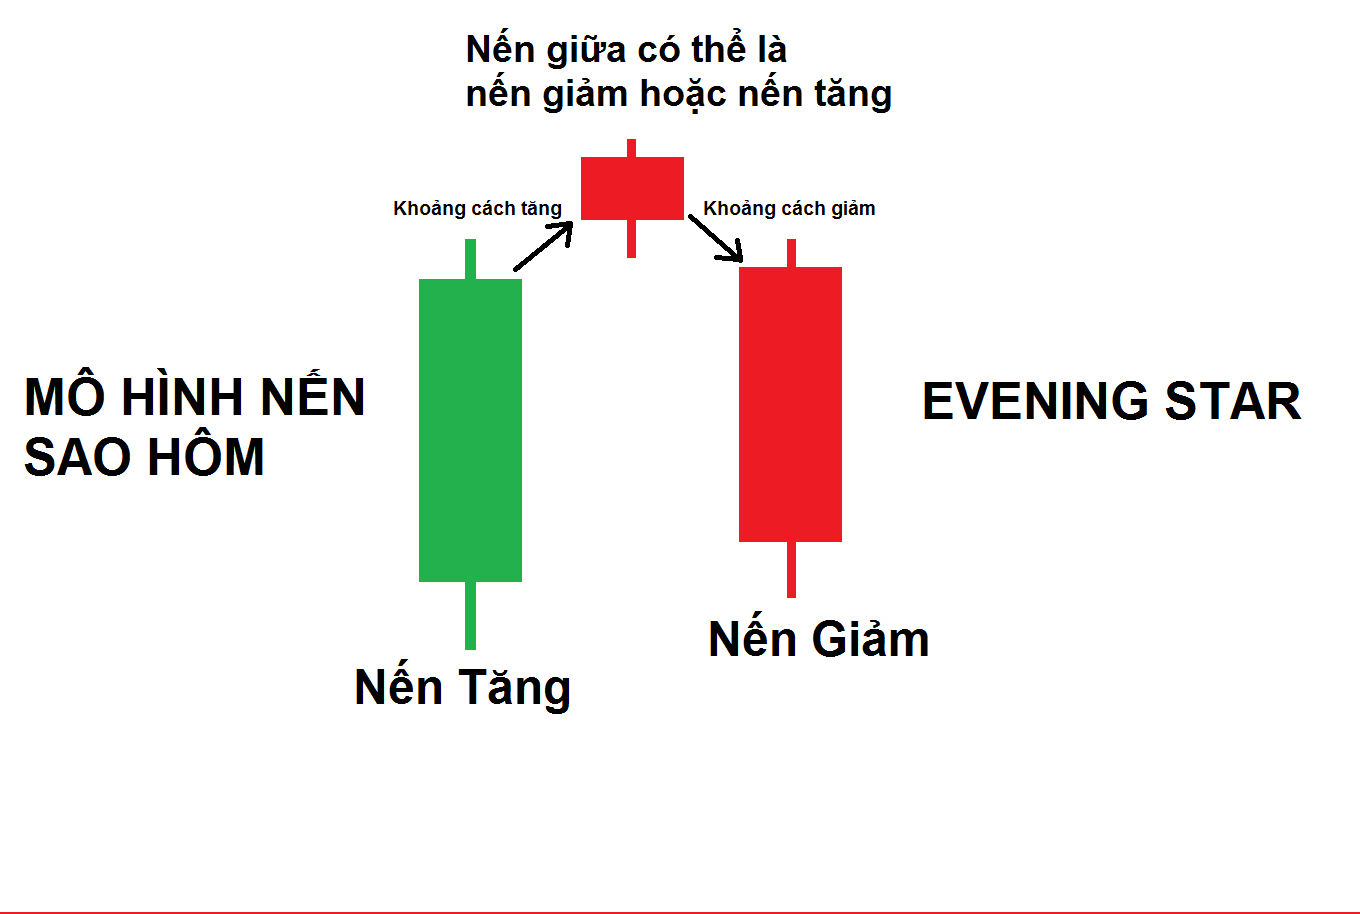 Nến giữa có thể là
nến giảm hoặc nến tăng
Khoảng cách tăng
Khoảng cách giảm
MÔ HÌNH NẾN
SAO HÔM
EVENING STAR
Nến Giảm
Nến Tăng